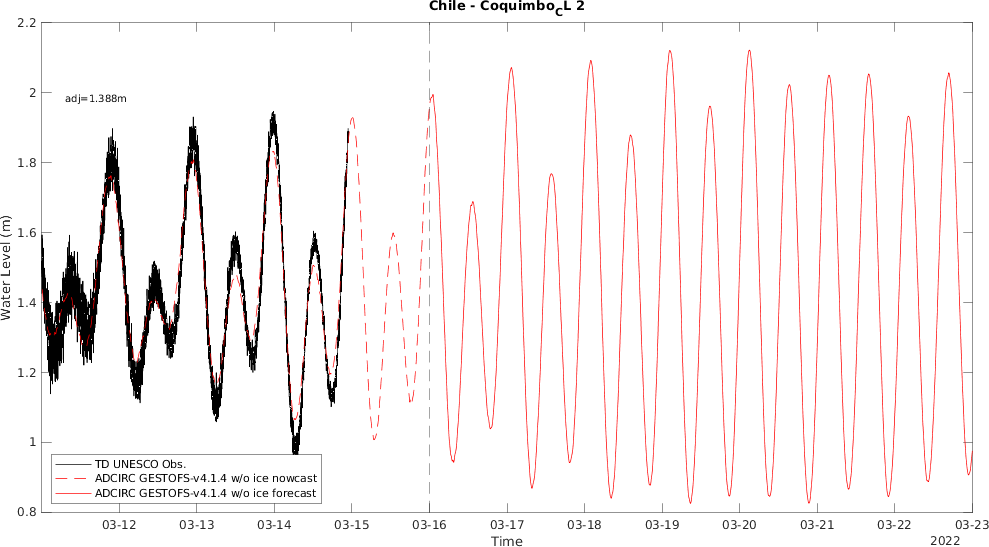 Chile - Coquimbo_CL 2
2.2
2
1.8
1.6
1.4
1.2
1
0.8
Water Level (m)
adj=1.388m
TD UNESCO Obs.
ADCIRC GESTOFS-v4.1.4 w/o ice nowcast
ADCIRC GESTOFS-v4.1.4 w/o ice forecast
03-12 03-13 03-14 03-15 03-16 03-17 03-18 03-19 03-20 03-21 03-22 03-23
Time
2022